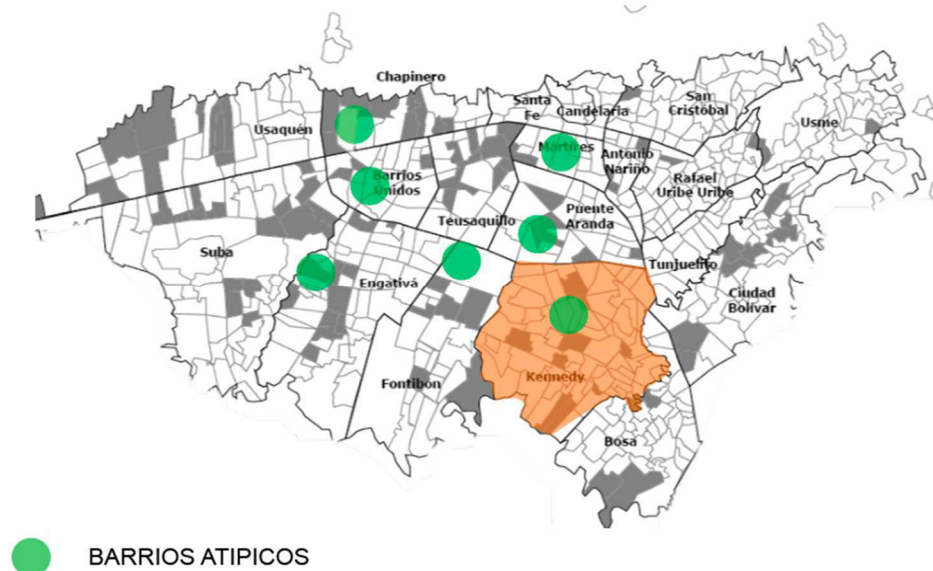 Chapinero
Santa
Fe
Candelaria
San
Cristóbal
Usme
Usaquén
Martires
Antonio
Nariño
Barrios
Unidos
Rafael
Uribe Uribe
Teusaquillo
Puente
Aranda
Suba
Engativá
Tunjuelito
Ciudad
Bolívar
Fontibón
Kennedy
Bosa
BARRIOS ATIPICOS